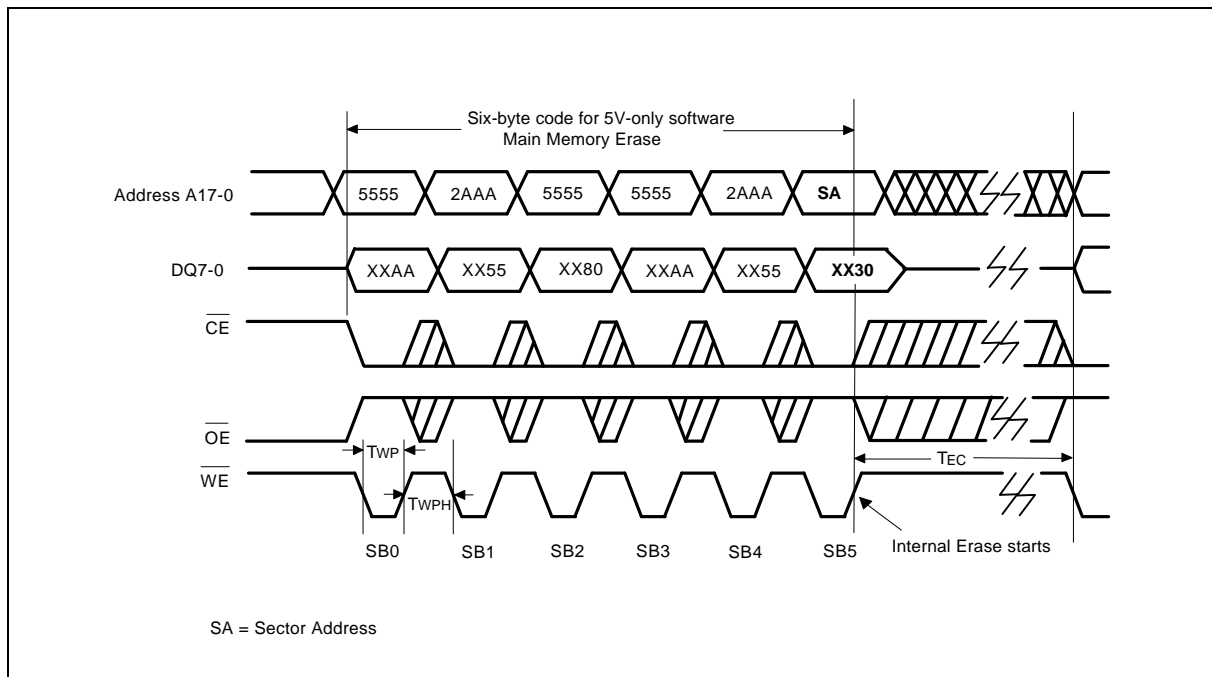 Six-byte code for 5V-only software
Main Memory Erase
Address A17-0
5555 2AAA 5555 5555 2AAA SA
DQ7-0
XXAA XX55 XX80 XXAA XX55 XX30
CE
OE
TWP
TEC
WE
TWPH
Internal Erase starts
SB0 SB1 SB2 SB3 SB4 SB5
SA = Sector Address